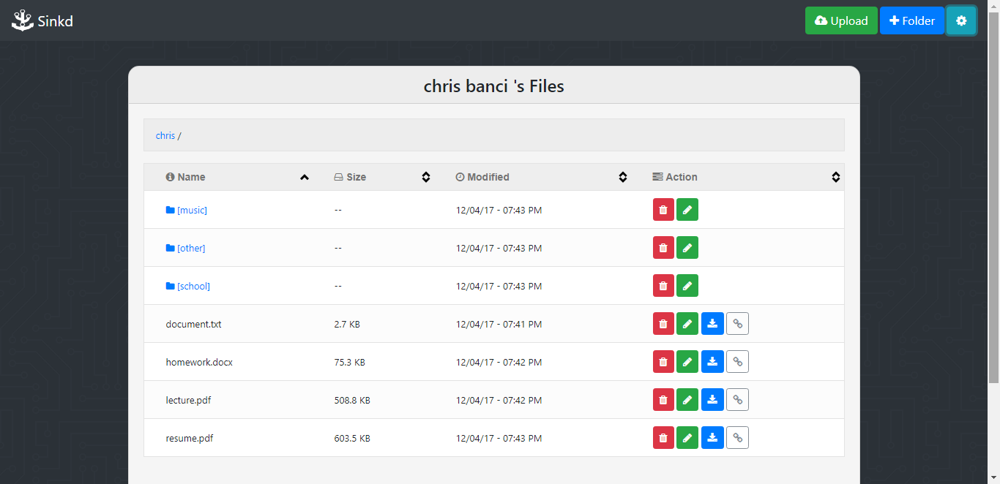 Sinkd Upload Folder
chris banci 's Files
chris /
Name Size Modified Action
[music] -- 12/04/17 - 07:43 PM
[other] -- 12/04/17 - 07:43 PM
[school] -- 12/04/17 - 07:43 PM
document.txt 2.7 KB 12/04/17 - 07:41 PM
homework.docx 75.3 KB 12/04/17 - 07:42 PM
lecture.pdf 508.8 KB 12/04/17 - 07:42 PM
resume.pdf 603.5 KB 12/04/17 - 07:43 PM